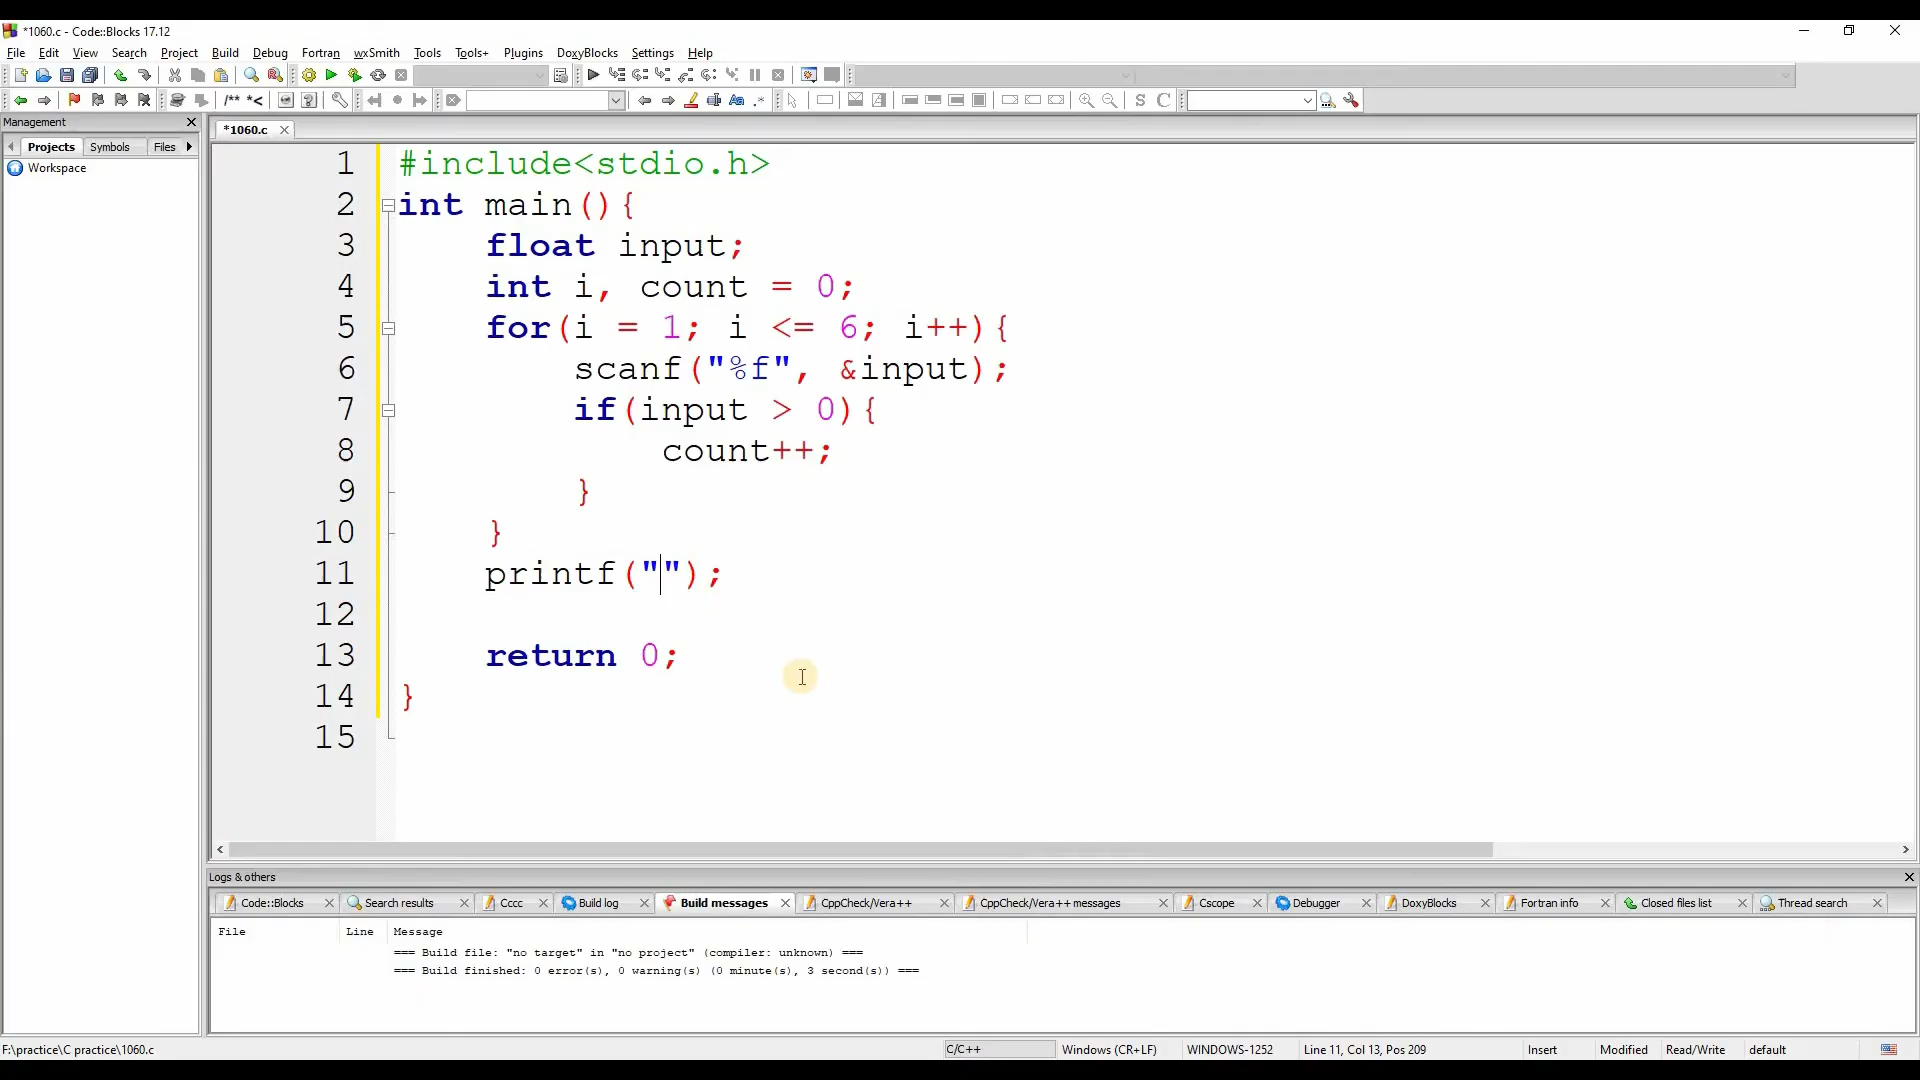 *1060.c - Code::Blocks 17.12
File Edit View Search Project Build Debug Fortran wxSmith Tools Tools+ Plugins DoxyBlocks Settings Help
/** *< Aa .* S C
Management
*1060.c
Projects Symbols Files
Workspace
1 #include<stdio.h>
2 int main(){
3 float input;
4 int i, count = 0;
5 for(i = 1; i <= 6; i++){
6 scanf("%f", &input);
7 if(input > 0){
8 count++;
9 }
10 }
11 printf("");
12
13 return 0;
14 }
15
Logs & others
Code::Blocks Search results Cccc Build log Build messages CppCheck/Vera++ CppCheck/Vera++ messages Cscope Debugger DoxyBlocks Fortran info Closed files list Thread search
File Line Message
=== Build file: "no target" in "no project" (compiler: unknown) ===
=== Build finished: 0 error(s), 0 warning(s) (0 minute(s), 3 second(s)) ===
F:\practice\C practice\1060.c C/C++ Windows (CR+LF) WINDOWS-1252 Line 11, Col 13, Pos 209 Insert Modified Read/Write default